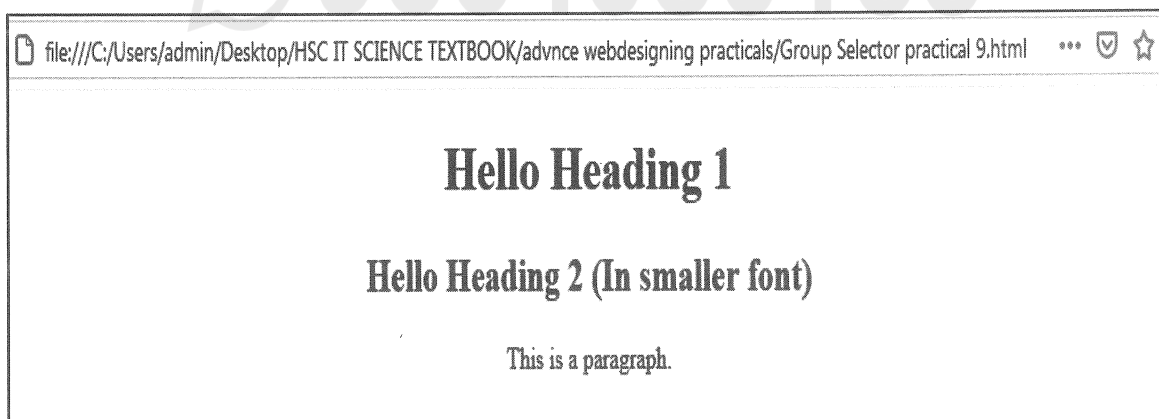 file:///C:/Users/admin/Desktop/HSC IT SCIENCE TEXTBOOK/advnce webdesigning practicals/Group Selector practical 9.html
Hello Heading 1
Hello Heading 2 (In smaller font)
This is a paragraph.